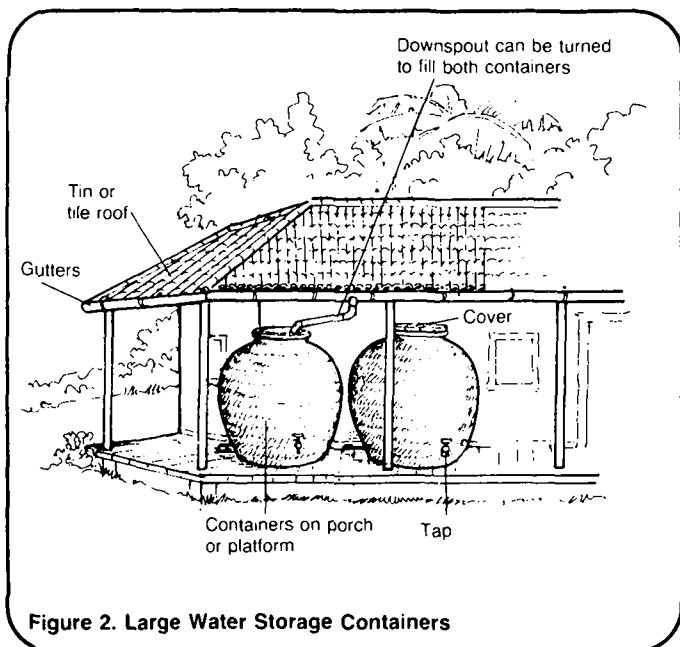 Downspout can be turned
to fill both containers
Tin or
tile roof
Gutters
Cover
Containers on porch
or platform
Tap
Figure 2. Large Water Storage Containers